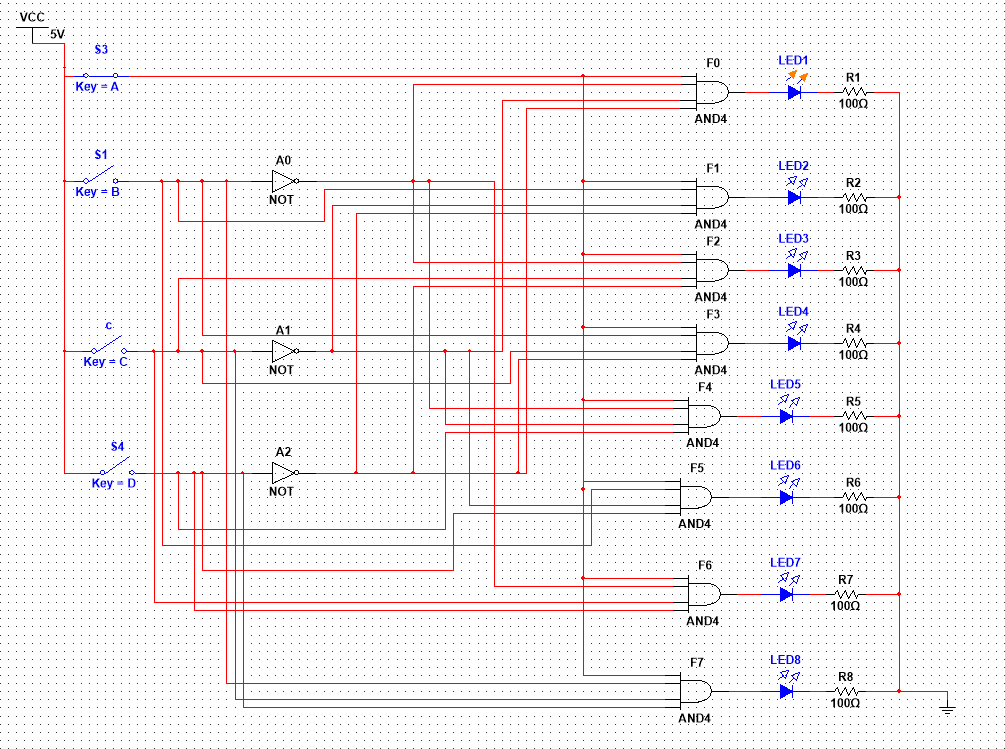 VCC
5V
S3
Key = A
F0
LED1
R1
100Ω
AND4
S1
Key = B
A0
NOT
F1
LED2
R2
100Ω
AND4
F2
LED3
R3
100Ω
AND4
c
Key = C
A1
NOT
F3
LED4
R4
100Ω
AND4
F4
LED5
R5
100Ω
AND4
S4
Key = D
A2
NOT
F5
LED6
R6
100Ω
AND4
F6
LED7
R7
100Ω
AND4
F7
LED8
R8
100Ω
AND4